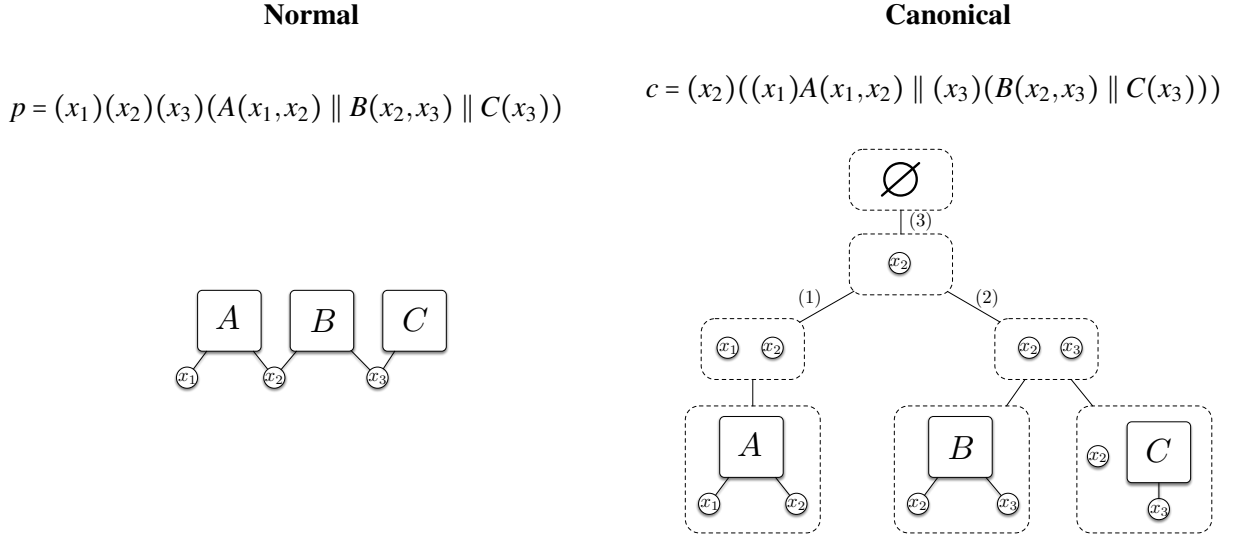 Normal
Canonical
p = (x₁)(x₂)(x₃)(A(x₁,x₂) ∥ B(x₂,x₃) ∥ C(x₃))
c = (x₂)((x₁)A(x₁,x₂) ∥ (x₃)(B(x₂,x₃) ∥ C(x₃)))
∅
(3)
x₂
(1) (2)
A B C
x₁ x₂ x₃
x₁ x₂ x₂ x₃
A B x₂ C
x₁ x₂ x₂ x₃ x₃